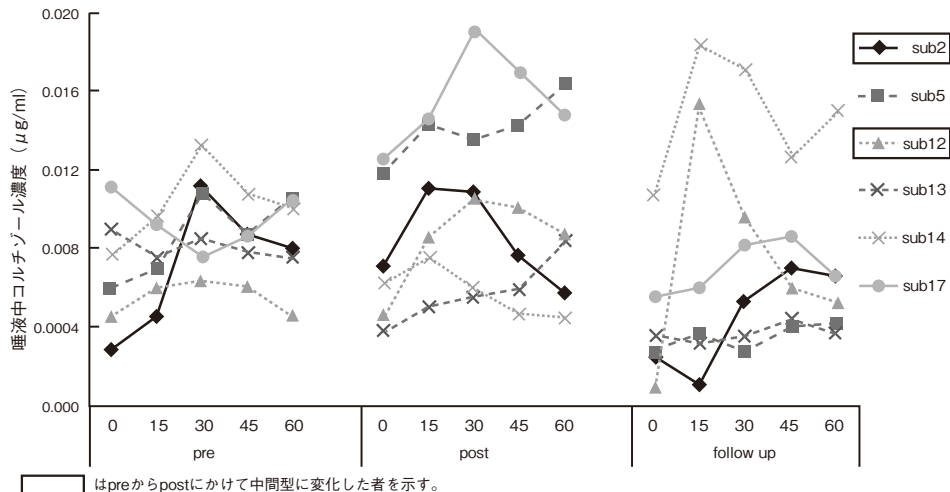 唾液中コルチゾール濃度（μg/ml）
0.020
0.016
0.012
0.008
0.0004
0.000
0 15 30 45 60
pre
0 15 30 45 60
post
0 15 30 45 60
follow up
sub2
sub5
sub12
sub13
sub14
sub17
はpreからpostにかけて中間型に変化した者を示す。